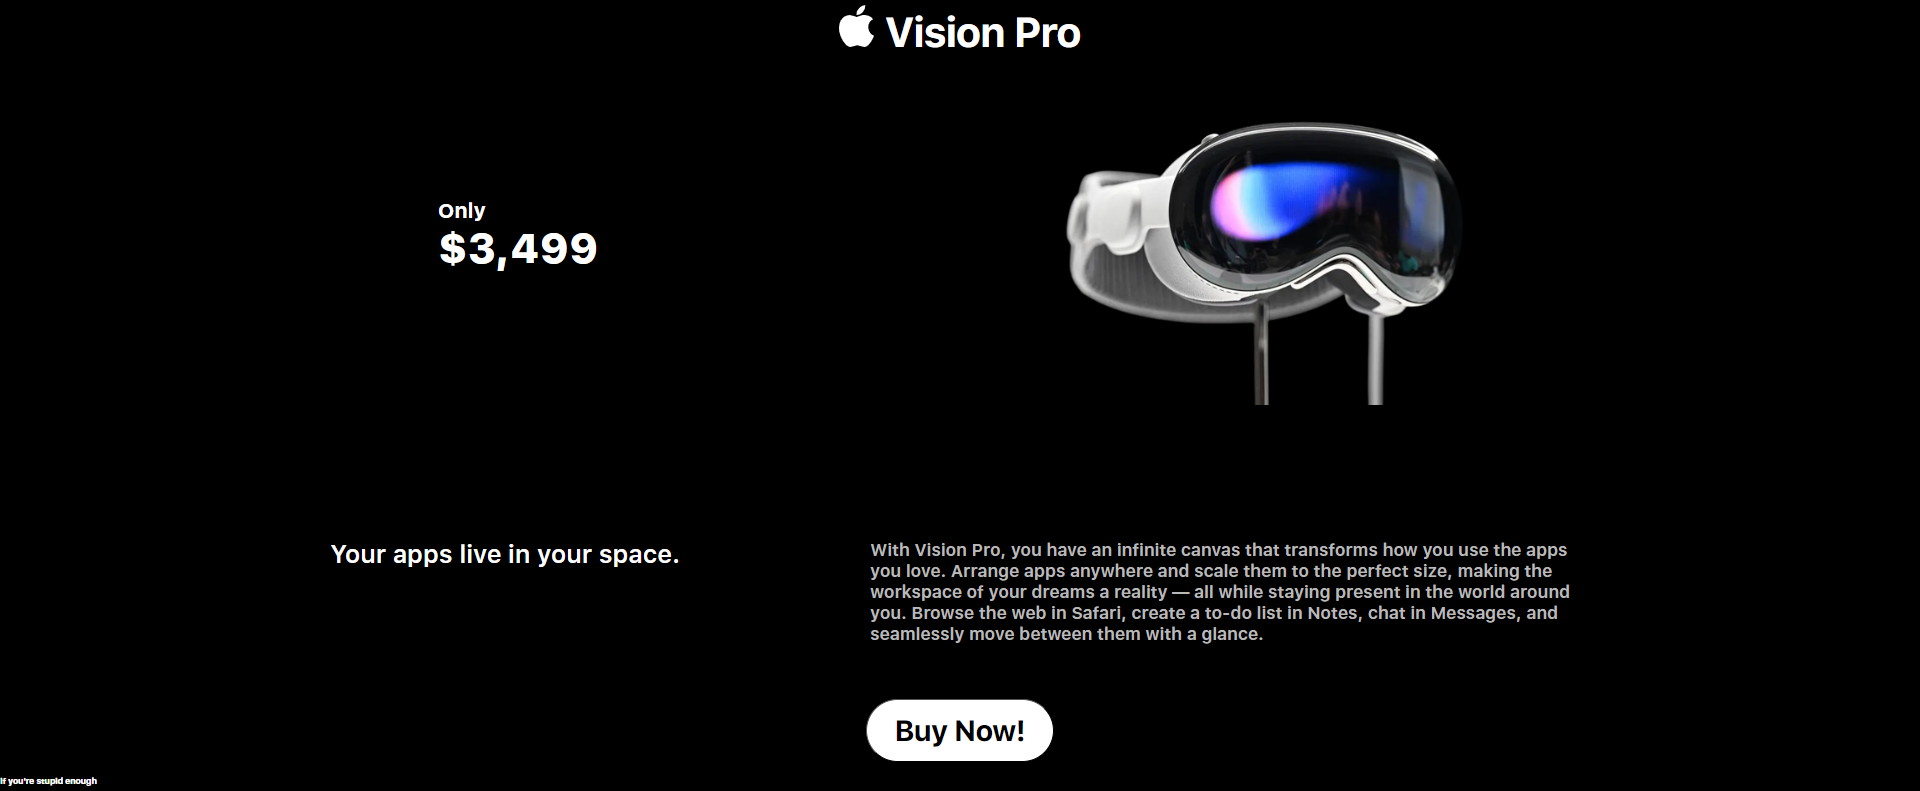 Vision Pro
Only
$3,499
Your apps live in your space.
With Vision Pro, you have an infinite canvas that transforms how you use the apps
you love. Arrange apps anywhere and scale them to the perfect size, making the
workspace of your dreams a reality — all while staying present in the world around
you. Browse the web in Safari, create a to-do list in Notes, chat in Messages, and
seamlessly move between them with a glance.
Buy Now!
If you're stupid enough